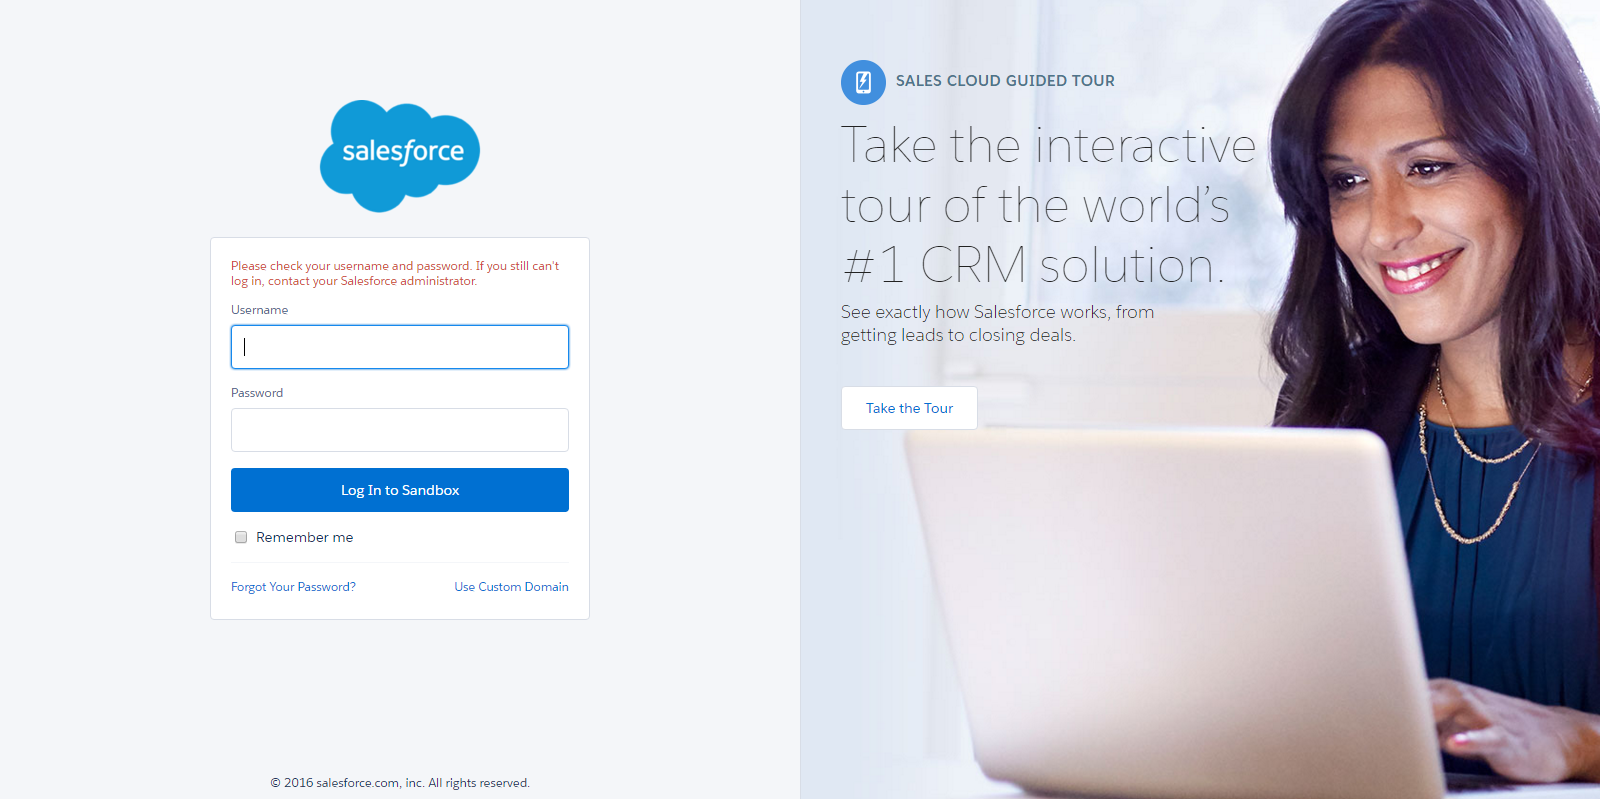 salesforce
Please check your username and password. If you still can't
log in, contact your Salesforce administrator.
Username
Password
Log In to Sandbox
Remember me
Forgot Your Password?
Use Custom Domain
© 2016 salesforce.com, inc. All rights reserved.
SALES CLOUD GUIDED TOUR
Take the interactive
tour of the world’s
#1 CRM solution.
See exactly how Salesforce works, from
getting leads to closing deals.
Take the Tour